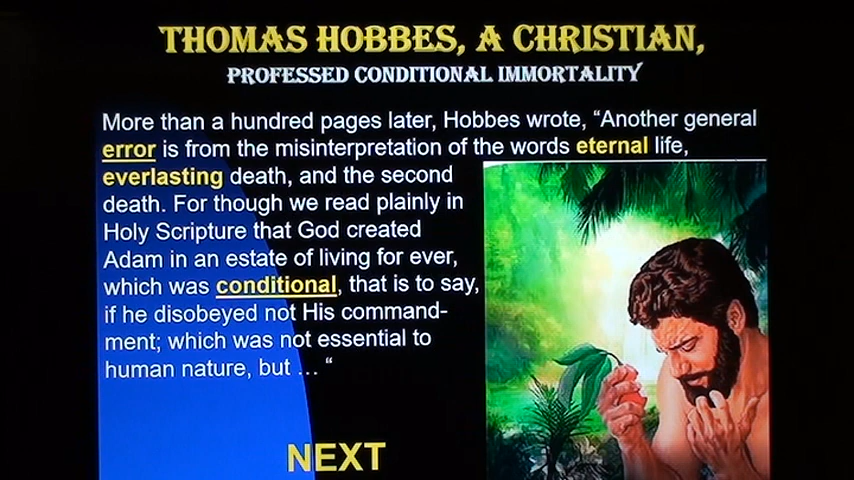 THOMAS HOBBES, A CHRISTIAN,
PROFESSED CONDITIONAL IMMORTALITY
More than a hundred pages later, Hobbes wrote, “Another general
error is from the misinterpretation of the words eternal life,
everlasting death, and the second
death. For though we read plainly in
Holy Scripture that God created
Adam in an estate of living for ever,
which was conditional, that is to say,
if he disobeyed not His command-
ment; which was not essential to
human nature, but ... “
NEXT